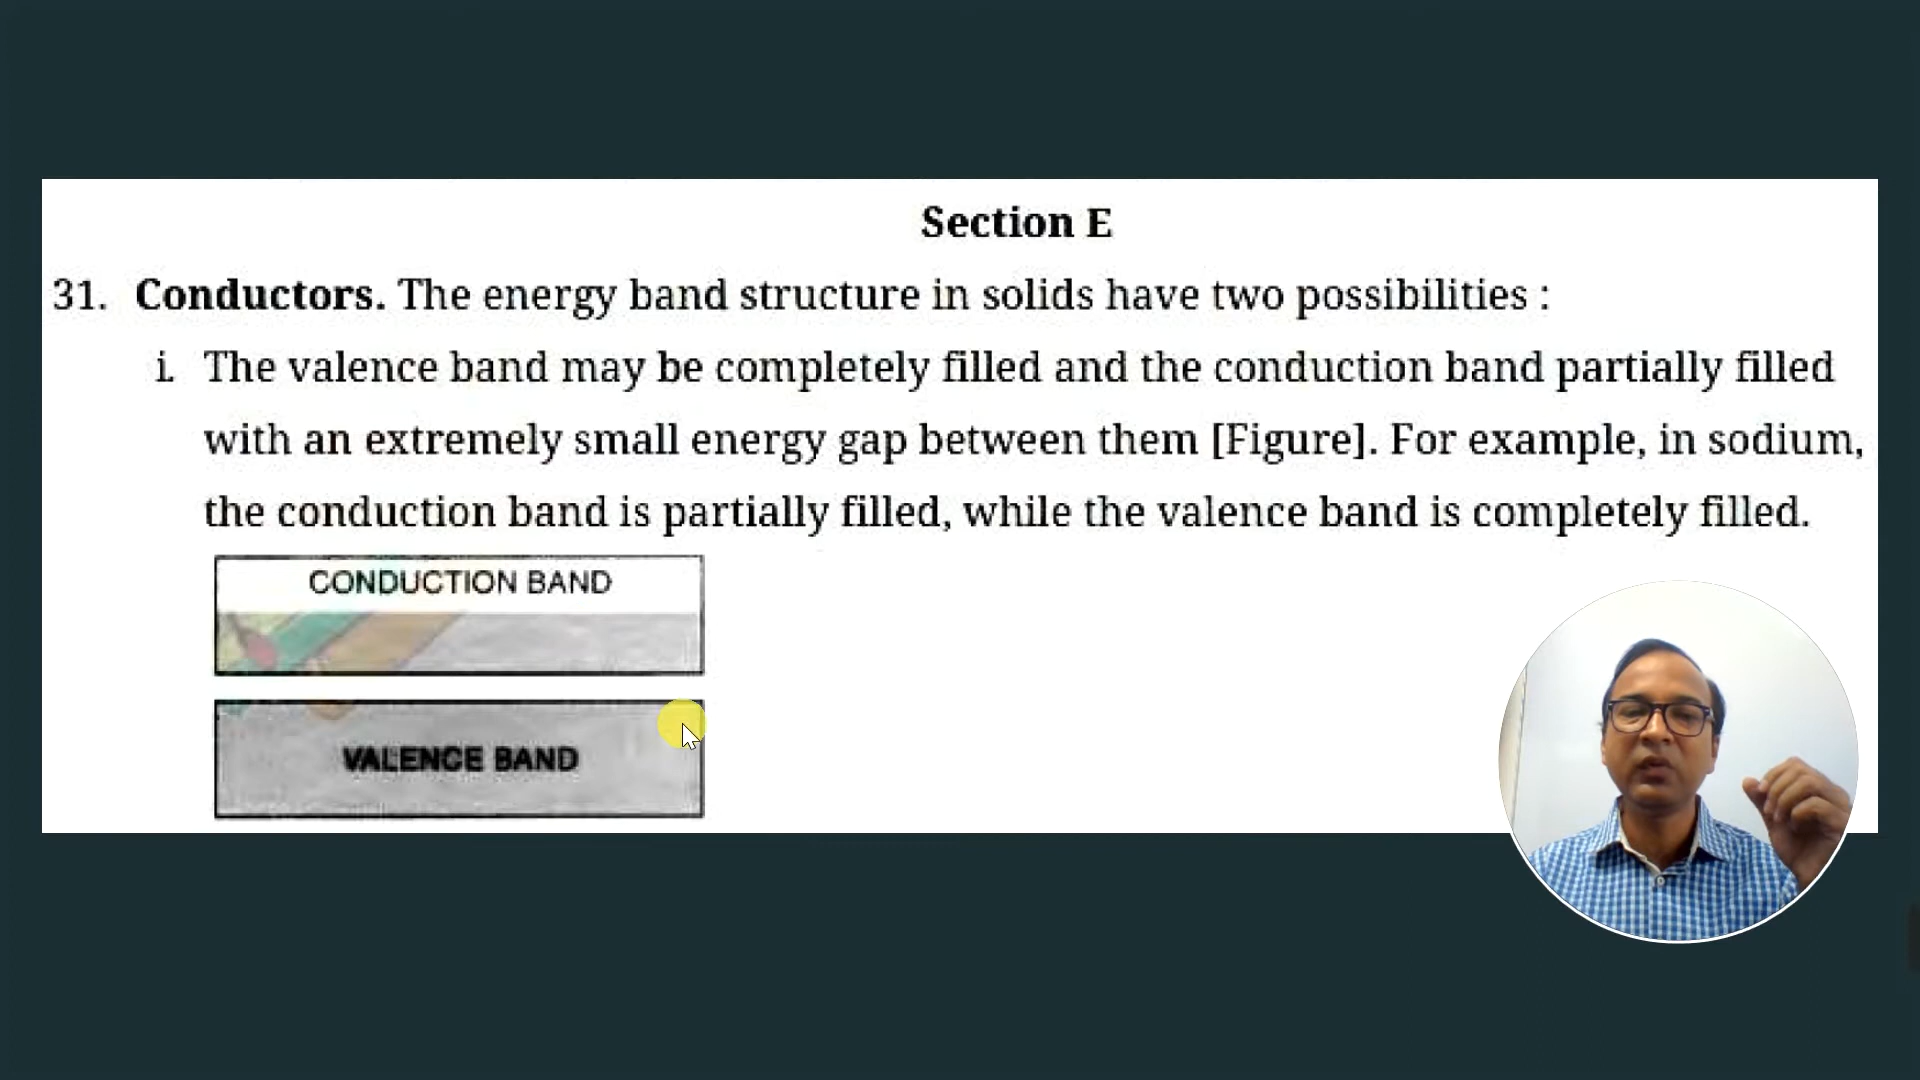 Section E
31. Conductors. The energy band structure in solids have two possibilities :
i. The valence band may be completely filled and the conduction band partially filled
with an extremely small energy gap between them [Figure]. For example, in sodium,
the conduction band is partially filled, while the valence band is completely filled.
CONDUCTION BAND
VALENCE BAND